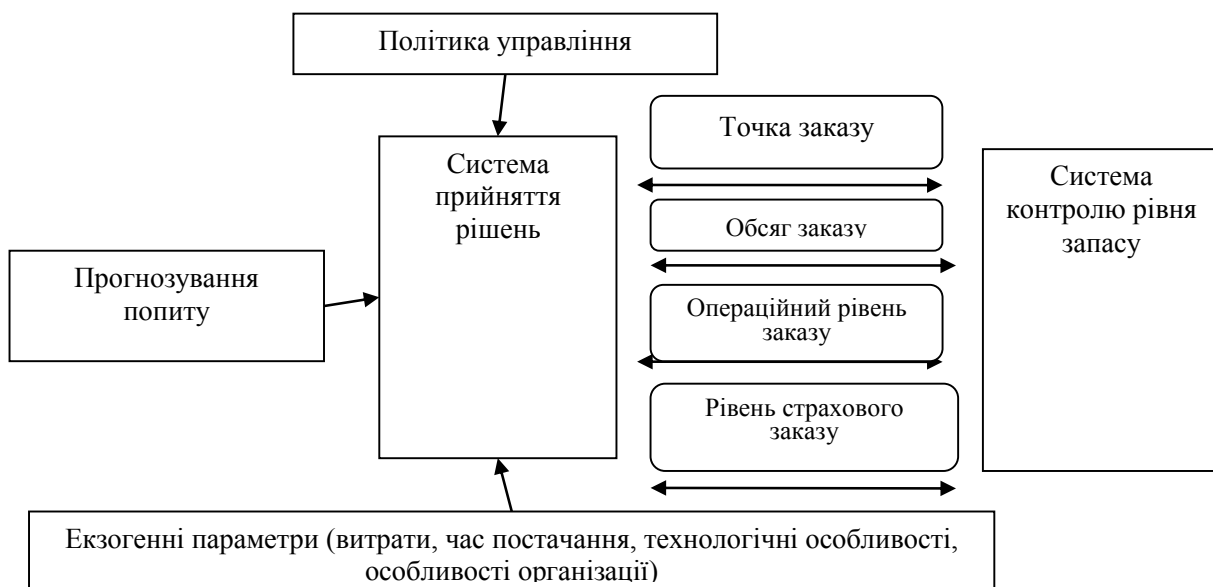 Політика управління
Точка заказу
Система
прийняття
рішень
Система
контролю рівня
запасу
Обсяг заказу
Прогнозування
попиту
Операційний рівень
заказу
Рівень страхового
заказу
Екзогенні параметри (витрати, час постачання, технологічні особливості,
особливості організації)